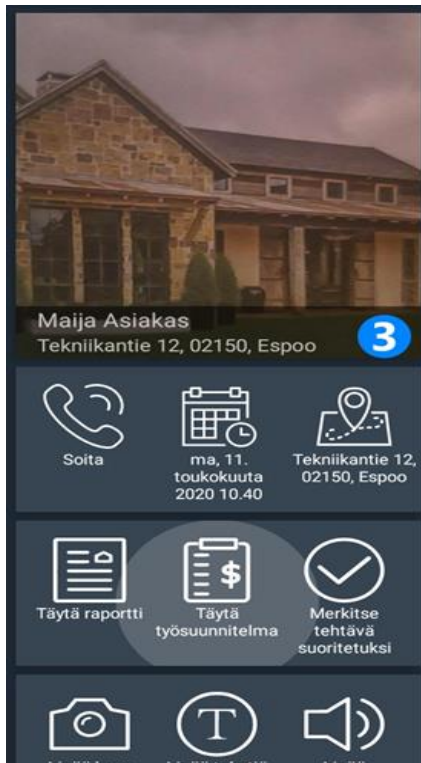 Maija Asiakas
Tekniikantie 12, 02150, Espoo
3
Soita
ma, 11.
toukokuuta
2020 10.40
Tekniikantie 12,
02150, Espoo
Täytä raportti
$
Täytä
työsuunnitelma
Merkitse
tehtävä
suoritetuksi
T